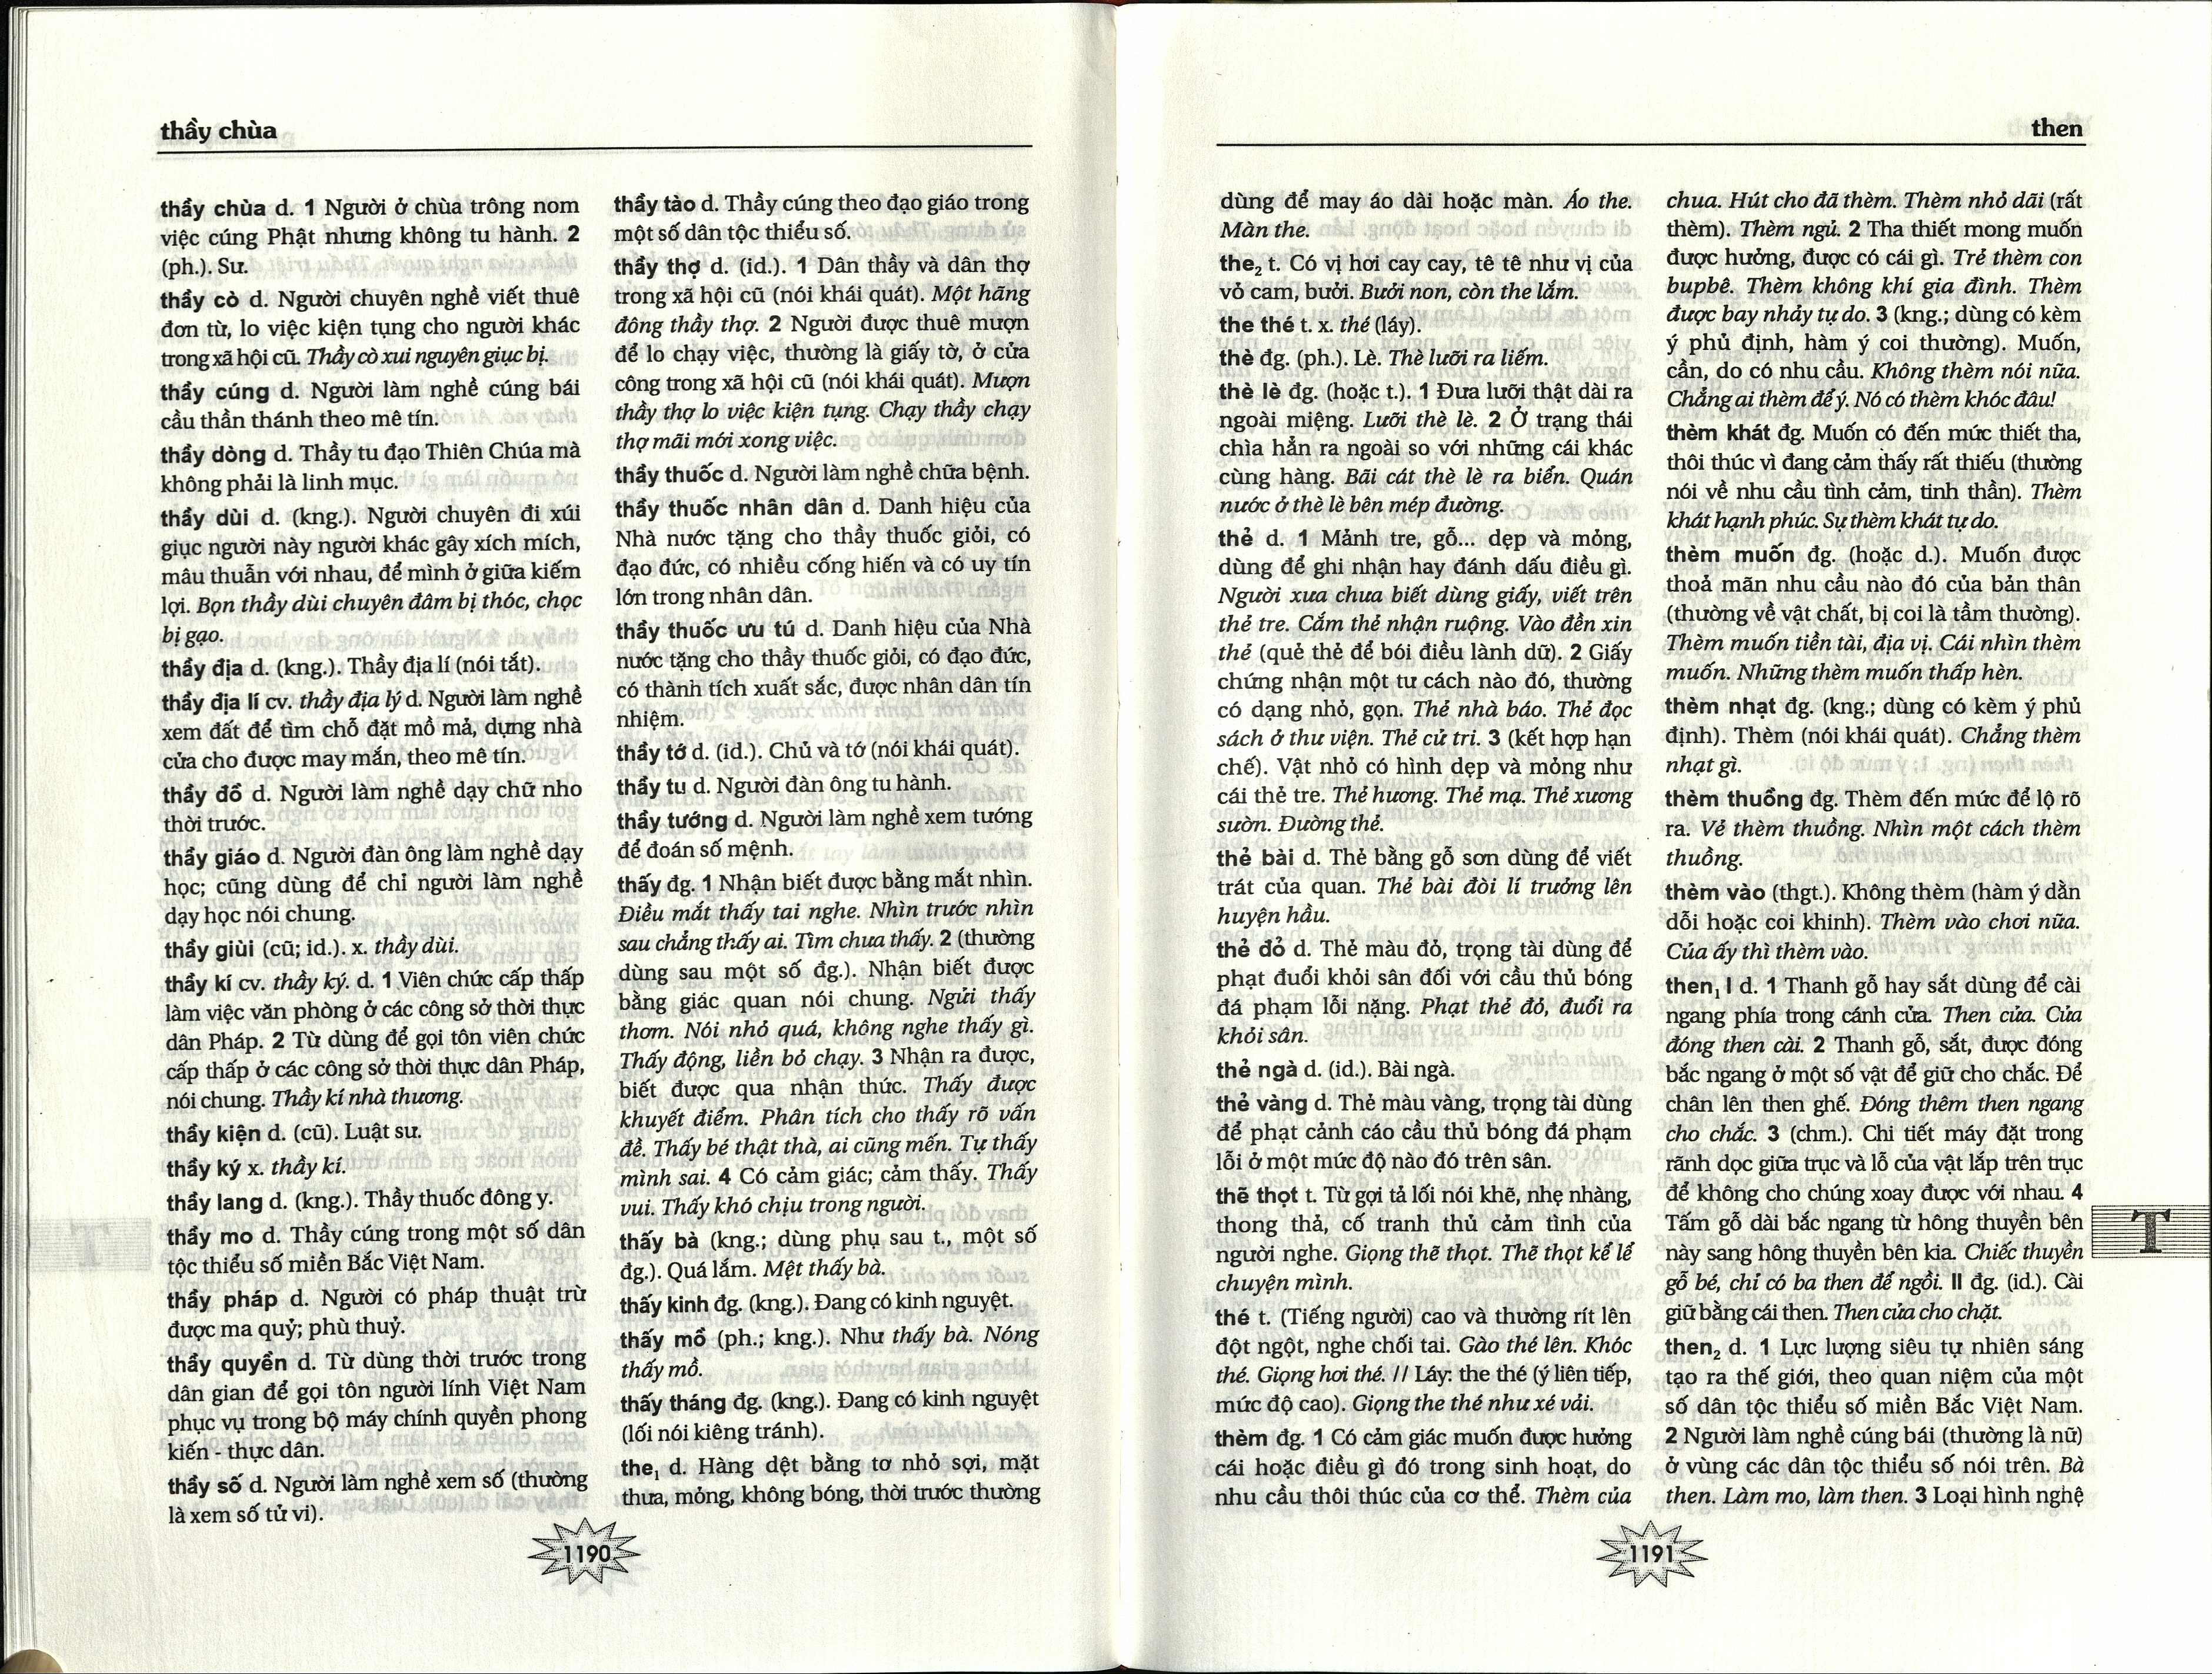 thầy chùa
thầy chùa d. 1 Người ở chùa trông nom
việc cúng Phật nhưng không tu hành. 2
(ph.). Sư.
thầy cò d. Người chuyên nghề viết thuê
đơn từ, lo việc kiện tụng cho người khác
trong xã hội cũ. Thầy cò xui nguyên giục bị.
thầy cúng d. Người làm nghề cúng bái
cầu thần thánh theo mê tín.
thầy dòng d. Thầy tu đạo Thiên Chúa mà
không phải là linh mục.
thầy dùi d. (kng.). Người chuyên đi xúi
giục người này người khác gây xích mích,
mâu thuẫn với nhau, để mình ở giữa kiếm
lợi. Bọn thầy dùi chuyên đâm bị thóc, chọc
bị gạo.
thầy địa d. (kng.). Thầy địa lí (nói tắt).
thầy địa lí cv. thầy địa lý d. Người làm nghề
xem đất để tìm chỗ đặt mồ mả, dựng nhà
cửa cho được may mắn, theo mê tín.
thầy đồ d. Người làm nghề dạy chữ nho
thời trước.
thầy giáo d. Người đàn ông làm nghề dạy
học; cũng dùng để chỉ người làm nghề
dạy học nói chung.
thầy giùi (cũ; id.). x. thầy dùi.
thầy kí cv. thầy ký. d. 1 Viên chức cấp thấp
làm việc văn phòng ở các công sở thời thực
dân Pháp. 2 Từ dùng để gọi tôn viên chức
cấp thấp ở các công sở thời thực dân Pháp,
nói chung. Thầy kí nhà thương.
thầy kiện d. (cũ). Luật sư.
thầy ký x. thầy kí.
thầy lang d. (kng.). Thầy thuốc đông y.
thầy mo d. Thầy cúng trong một số dân
tộc thiểu số miền Bắc Việt Nam.
thầy pháp d. Người có pháp thuật trừ
được ma quỷ; phù thuỷ.
thầy quyền d. Từ dùng thời trước trong
dân gian để gọi tôn người lính Việt Nam
phục vụ trong bộ máy chính quyền phong
kiến - thực dân.
thầy số d. Người làm nghề xem số (thường
là xem số tử vi).
thầy tào d. Thầy cúng theo đạo giáo trong
một số dân tộc thiểu số.
thầy thợ d. (id.). 1 Dân thầy và dân thợ
trong xã hội cũ (nói khái quát). Một hãng
đông thầy thợ. 2 Người được thuê mượn
để lo chạy việc, thường là giấy tờ, ở cửa
công trong xã hội cũ (nói khái quát). Mượn
thầy thợ lo việc kiện tụng. Chạy thầy chạy
thợ mãi mới xong việc.
thầy thuốc d. Người làm nghề chữa bệnh.
thầy thuốc nhân dân d. Danh hiệu của
Nhà nước tặng cho thầy thuốc giỏi, có
đạo đức, có nhiều cống hiến và có uy tín
lớn trong nhân dân.
thầy thuốc ưu tú d. Danh hiệu của Nhà
nước tặng cho thầy thuốc giỏi, có đạo đức,
có thành tích xuất sắc, được nhân dân tín
nhiệm.
thầy tớ d. (id.). Chủ và tớ (nói khái quát).
thầy tu d. Người đàn ông tu hành.
thầy tướng d. Người làm nghề xem tướng
để đoán số mệnh.
thấy đg. 1 Nhận biết được bằng mắt nhìn.
Điều mắt thấy tai nghe. Nhìn trước nhìn
sau chẳng thấy ai. Tìm chưa thấy. 2 (thường
dùng sau một số đg.). Nhận biết được
bằng giác quan nói chung. Ngửi thấy
thơm. Nói nhỏ quá, không nghe thấy gì.
Thấy động, liền bỏ chạy. 3 Nhận ra được,
biết được qua nhận thức. Thấy được
khuyết điểm. Phân tích cho thấy rõ vấn
đề. Thấy bé thật thà, ai cũng mến. Tự thấy
mình sai. 4 Có cảm giác; cảm thấy. Thấy
vui. Thấy khó chịu trong người.
thấy bà (kng.; dùng phụ sau t., một số
đg.). Quá lắm. Mệt thấy bà.
thấy kinh đg. (kng.). Đang có kinh nguyệt.
thấy mồ (ph.; kng.). Như thấy bà. Nóng
thấy mồ.
thấy tháng đg. (kng.). Đang có kinh nguyệt
(lối nói kiêng tránh).
the₁ d. Hàng dệt bằng tơ nhỏ sợi, mặt
thưa, mỏng, không bóng, thời trước thường
1190
then
dùng để may áo dài hoặc màn. Áo the.
Màn the.
the₂ t. Có vị hơi cay cay, tê tê như vị của
vỏ cam, bưởi. Bưởi non, còn the lắm.
the thé t. x. thé (láy).
thè đg. (ph.). Lè. Thè lưỡi ra liếm.
thè lè đg. (hoặc t.). 1 Đưa lưỡi thật dài ra
ngoài miệng. Lưỡi thè lè. 2 Ở trạng thái
chìa hẳn ra ngoài so với những cái khác
cùng hàng. Bãi cát thè lè ra biển. Quán
nước ở thè lè bên mép đường.
thẻ d. 1 Mảnh tre, gỗ... dẹp và mỏng,
dùng để ghi nhận hay đánh dấu điều gì.
Người xưa chưa biết dùng giấy, viết trên
thẻ tre. Cắm thẻ nhận ruộng. Vào đền xin
thẻ (quẻ thẻ để bói điều lành dữ). 2 Giấy
chứng nhận một tư cách nào đó, thường
có dạng nhỏ, gọn. Thẻ nhà báo. Thẻ đọc
sách ở thư viện. Thẻ cử tri. 3 (kết hợp hạn
chế). Vật nhỏ có hình dẹp và mỏng như
cái thẻ tre. Thẻ hương. Thẻ mạ. Thẻ xương
sườn. Đường thẻ.
thẻ bài d. Thẻ bằng gỗ sơn dùng để viết
trát của quan. Thẻ bài đòi lí trưởng lên
huyện hầu.
thẻ đỏ d. Thẻ màu đỏ, trọng tài dùng để
phạt đuổi khỏi sân đối với cầu thủ bóng
đá phạm lỗi nặng. Phạt thẻ đỏ, đuổi ra
khỏi sân.
thẻ ngà d. (id.). Bài ngà.
thẻ vàng d. Thẻ màu vàng, trọng tài dùng
để phạt cảnh cáo cầu thủ bóng đá phạm
lỗi ở một mức độ nào đó trên sân.
thẽ thọt t. Từ gợi tả lối nói khẽ, nhẹ nhàng,
thong thả, cố tranh thủ cảm tình của
người nghe. Giọng thẽ thọt. Thẽ thọt kể lể
chuyện mình.
thé t. (Tiếng người) cao và thường rít lên
đột ngột, nghe chối tai. Gào thé lên. Khóc
thé. Giọng hơi thé. // Láy: the thé (ý liên tiếp,
mức độ cao). Giọng the thé như xé vải.
thèm đg. 1 Có cảm giác muốn được hưởng
cái hoặc điều gì đó trong sinh hoạt, do
nhu cầu thôi thúc của cơ thể. Thèm của
chua. Hút cho đã thèm. Thèm nhỏ dãi (rất
thèm). Thèm ngủ. 2 Tha thiết mong muốn
được hưởng, được có cái gì. Trẻ thèm con
bupbê. Thèm không khí gia đình. Thèm
được bay nhảy tự do. 3 (kng.; dùng có kèm
ý phủ định, hàm ý coi thường). Muốn,
cần, do có nhu cầu. Không thèm nói nữa.
Chẳng ai thèm để ý. Nó có thèm khóc đâu!
thèm khát đg. Muốn có đến mức thiết tha,
thôi thúc vì đang cảm thấy rất thiếu (thường
nói về nhu cầu tình cảm, tinh thần). Thèm
khát hạnh phúc. Sự thèm khát tự do.
thèm muốn đg. (hoặc d.). Muốn được
thoả mãn nhu cầu nào đó của bản thân
(thường về vật chất, bị coi là tầm thường).
Thèm muốn tiền tài, địa vị. Cái nhìn thèm
muốn. Những thèm muốn thấp hèn.
thèm nhạt đg. (kng.; dùng có kèm ý phủ
định). Thèm (nói khái quát). Chẳng thèm
nhạt gì.
thèm thuồng đg. Thèm đến mức để lộ rõ
ra. Vẻ thèm thuồng. Nhìn một cách thèm
thuồng.
thèm vào (thgt.). Không thèm (hàm ý dằn
dỗi hoặc coi khinh). Thèm vào chơi nữa.
Của ấy thì thèm vào.
then₁ I d. 1 Thanh gỗ hay sắt dùng để cài
ngang phía trong cánh cửa. Then cửa. Cửa
đóng then cài. 2 Thanh gỗ, sắt, được đóng
bắc ngang ở một số vật để giữ cho chắc. Để
chân lên then ghế. Đóng thêm then ngang
cho chắc. 3 (chm.). Chi tiết máy đặt trong
rãnh dọc giữa trục và lỗ của vật lắp trên trục
để không cho chúng xoay được với nhau. 4
Tấm gỗ dài bắc ngang từ hông thuyền bên
này sang hông thuyền bên kia. Chiếc thuyền
gỗ bé, chỉ có ba then để ngồi. II đg. (id.). Cài
giữ bằng cái then. Then cửa cho chặt.
then₂ d. 1 Lực lượng siêu tự nhiên sáng
tạo ra thế giới, theo quan niệm của một
số dân tộc thiểu số miền Bắc Việt Nam.
2 Người làm nghề cúng bái (thường là nữ)
ở vùng các dân tộc thiểu số nói trên. Bà
then. Làm mo, làm then. 3 Loại hình nghệ
T
1191